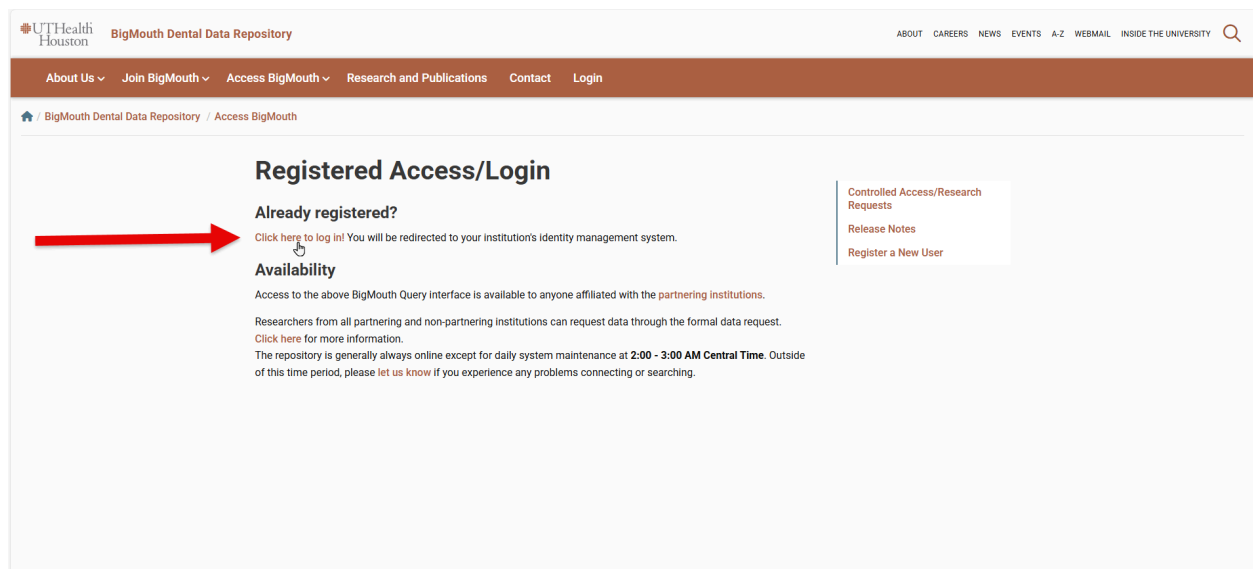 UTHealth
Houston
BigMouth Dental Data Repository
ABOUT CAREERS NEWS EVENTS A-Z WEBMAIL INSIDE THE UNIVERSITY
About Us Join BigMouth Access BigMouth Research and Publications Contact Login
/ BigMouth Dental Data Repository / Access BigMouth
Registered Access/Login
Already registered?
Click here to log in! You will be redirected to your institution's identity management system.
Availability
Access to the above BigMouth Query interface is available to anyone affiliated with the partnering institutions.
Researchers from all partnering and non-partnering institutions can request data through the formal data request.
Click here for more information.
The repository is generally always online except for daily system maintenance at 2:00 - 3:00 AM Central Time. Outside
of this time period, please let us know if you experience any problems connecting or searching.
Controlled Access/Research
Requests
Release Notes
Register a New User